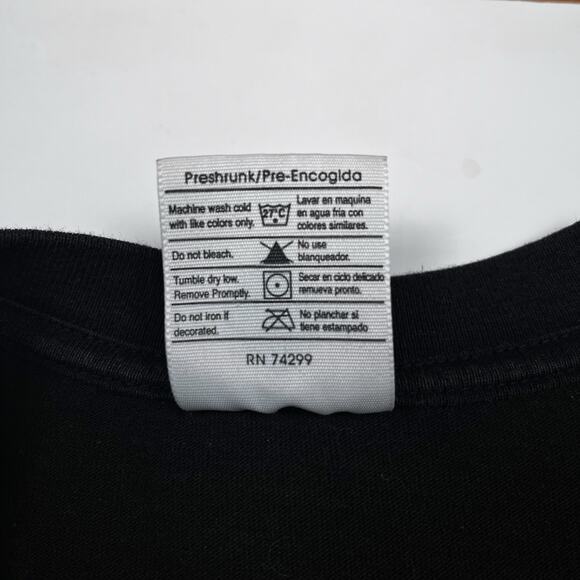 Preshrunk/Pre-Encogida
Machine wash cold
with like colors only.
27°C
Lavar en maquina
en agua fria con
colores similares.
Do not bleach.
No use
blanqueador.
Tumble dry low.
Remove Promptly.
Secar en ciclo delicado
remueva pronto.
Do not iron if
decorated.
No planchar si
tiene estampado
RN 74299